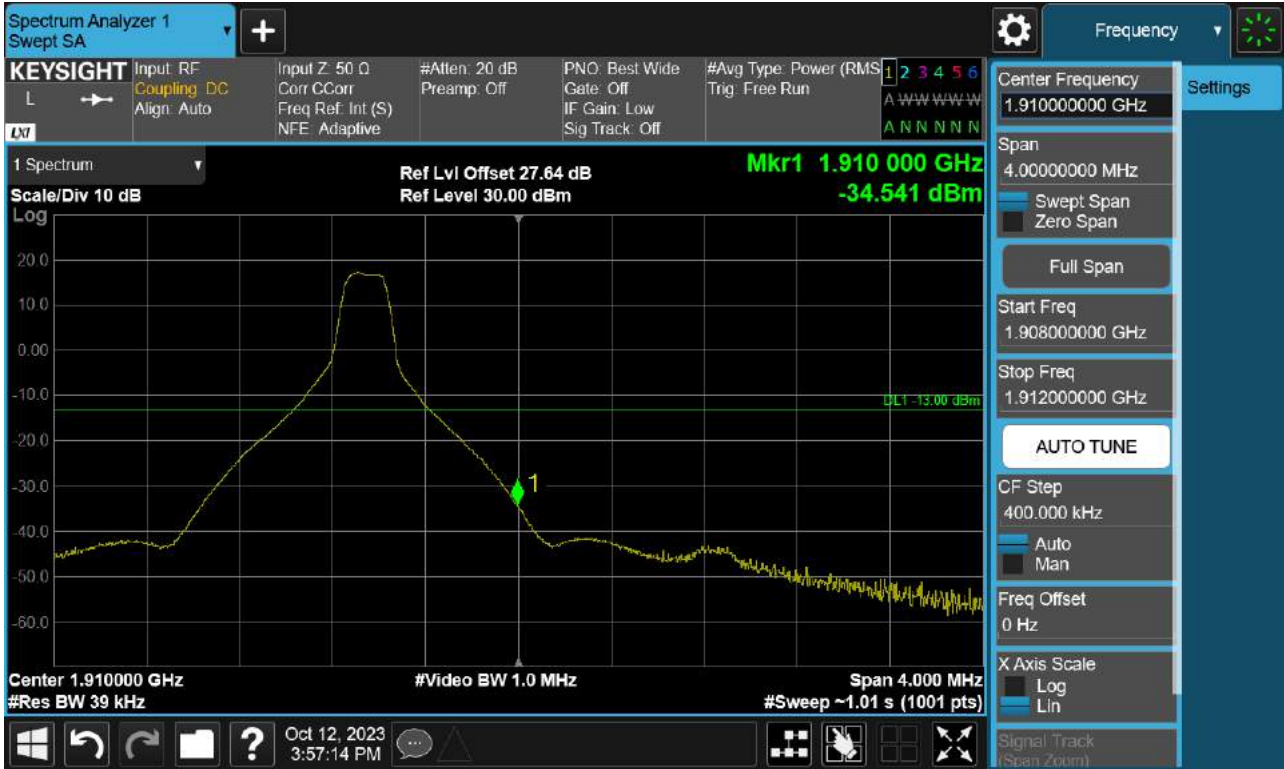 Spectrum Analyzer 1
Swept SA
Frequency
KEYSIGHT
L
LXI
Input: RF
Coupling: DC
Align: Auto
Input Z: 50 Ω
Corr CCorr
Freq Ref: Int (S)
NFE: Adaptive
#Atten: 20 dB
Preamp: Off
PNO: Best Wide
Gate: Off
IF Gain: Low
Sig Track: Off
#Avg Type: Power (RMS
Trig: Free Run
1 2 3 4 5 6
A W W W W W
A N N N N N
1 Spectrum
Scale/Div 10 dB
Log
Ref Lvl Offset 27.64 dB
Ref Level 30.00 dBm
Mkr1 1.910 000 GHz
-34.541 dBm
20.0
10.0
0.00
-10.0
DL1 -13.00 dBm
-20.0
-30.0
1
-40.0
-50.0
-60.0
Center 1.910000 GHz
#Video BW 1.0 MHz
Span 4.000 MHz
#Res BW 39 kHz
#Sweep ~1.01 s (1001 pts)
Oct 12, 2023
3:57:14 PM
Center Frequency
1.910000000 GHz
Settings
Span
4.00000000 MHz
Swept Span
Zero Span
Full Span
Start Freq
1.908000000 GHz
Stop Freq
1.912000000 GHz
AUTO TUNE
CF Step
400.000 kHz
Auto
Man
Freq Offset
0 Hz
X Axis Scale
Log
Lin
Signal Track
(Span Zoom)